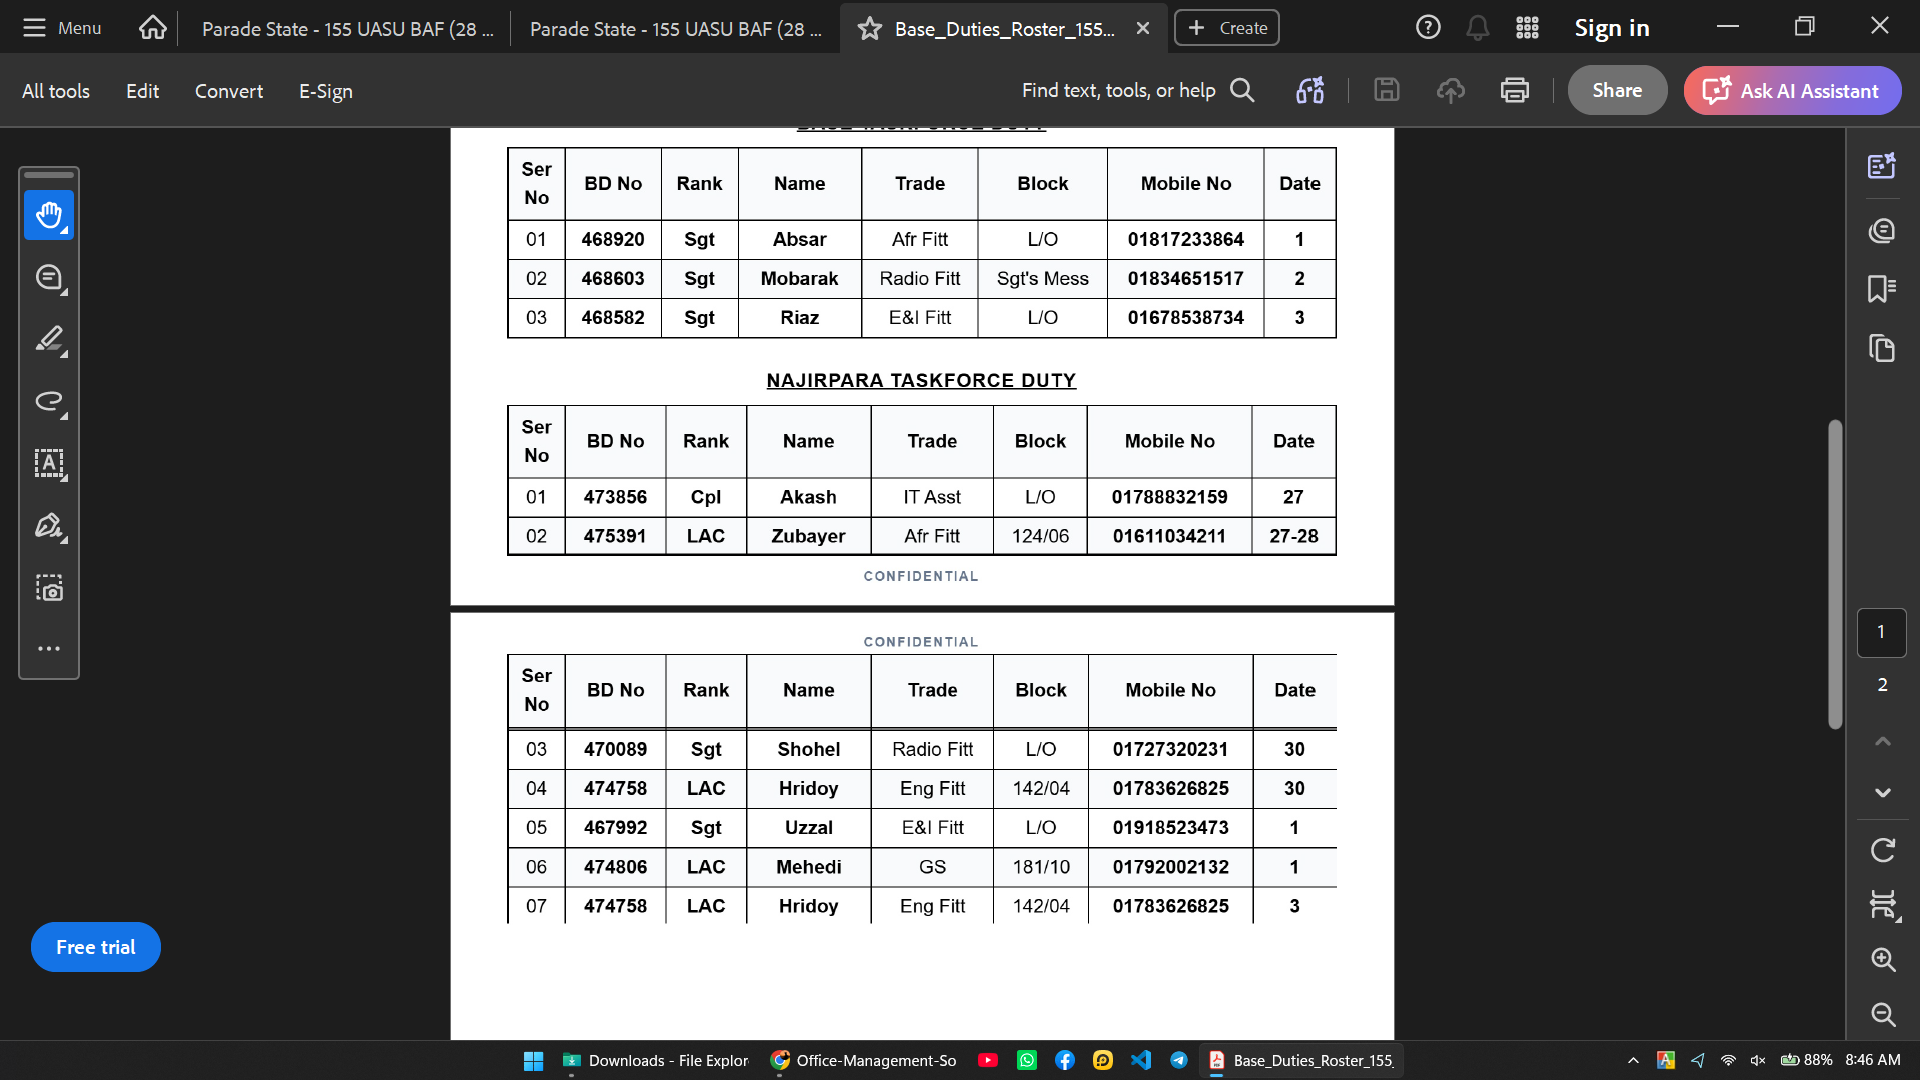 Menu
Parade State - 155 UASU BAF (28 ...
Parade State - 155 UASU BAF (28 ...
Base_Duties_Roster_155...
Create
Sign in
All tools Edit Convert E-Sign
Find text, tools, or help
Share
Ask AI Assistant
BASE TASKFORCE DUTY
Ser No BD No Rank Name Trade Block Mobile No Date
01 468920 Sgt Absar Afr Fitt L/O 01817233864 1
02 468603 Sgt Mobarak Radio Fitt Sgt's Mess 01834651517 2
03 468582 Sgt Riaz E&I Fitt L/O 01678538734 3
NAJIRPARA TASKFORCE DUTY
Ser No BD No Rank Name Trade Block Mobile No Date
01 473856 Cpl Akash IT Asst L/O 01788832159 27
02 475391 LAC Zubayer Afr Fitt 124/06 01611034211 27-28
CONFIDENTIAL
CONFIDENTIAL
Ser No BD No Rank Name Trade Block Mobile No Date
03 470089 Sgt Shohel Radio Fitt L/O 01727320231 30
04 474758 LAC Hridoy Eng Fitt 142/04 01783626825 30
05 467992 Sgt Uzzal E&I Fitt L/O 01918523473 1
06 474806 LAC Mehedi GS 181/10 01792002132 1
07 474758 LAC Hridoy Eng Fitt 142/04 01783626825 3
1
2
Free trial
Downloads - File Explor
Office-Management-So
Base_Duties_Roster_155_
88%
8:46 AM